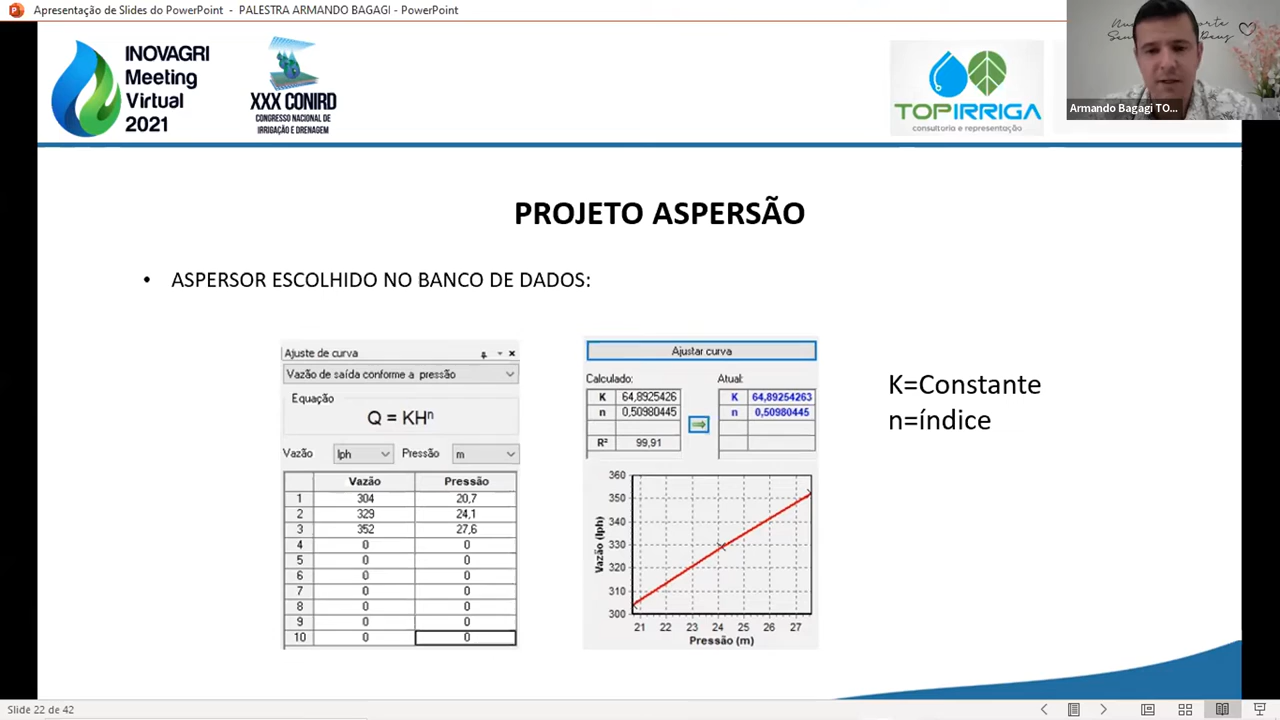 Apresentação de Slides do PowerPoint - PALESTRA ARMANDO BAGAGI - PowerPoint
INOVAGRI
Meeting
Virtual
2021
XXX CONIRD
CONGRESSO NACIONAL DE
IRRIGAÇÃO E DRENAGEM
TOPIRRIGA
consultoria e representação
Armando Bagagi TO...
PROJETO ASPERSÃO
• ASPERSOR ESCOLHIDO NO BANCO DE DADOS:
Ajuste de curva
Vazão de saída conforme a pressão
Equação
Q = KHⁿ
Vazão lph Pressão m
Vazão Pressão
1 304 20,7
2 329 24,1
3 352 27,6
4 0 0
5 0 0
6 0 0
7 0 0
8 0 0
9 0 0
10 0 0
Ajustar curva
Calculado: Atual:
K 64,8925426 K 64,89254263
n 0,50980445 n 0,50980445
R² 99,91
360
350
340
330
320
310
300
Vazão (lph)
21 22 23 24 25 26 27
Pressão (m)
K=Constante
n=índice
Slide 22 de 42